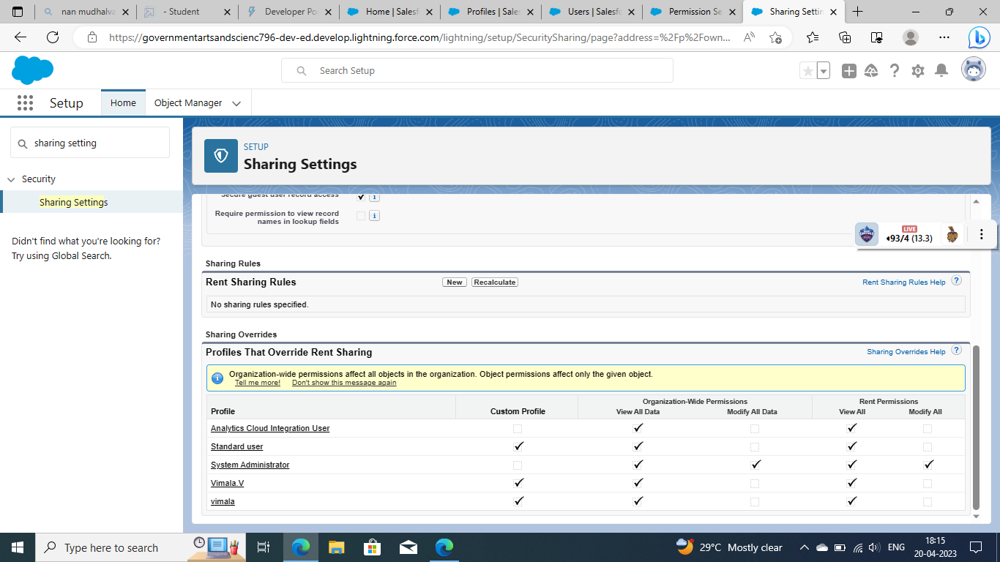 nan mudhalva
- Student
Developer Po
Home | Salesf
Profiles | Sales
Users | Salesfo
Permission Se
Sharing Settin
https://governmentartsandscienc796-dev-ed.develop.lightning.force.com/lightning/setup/SecuritySharing/page?address=%2Fp%2Fown...
Search Setup
Setup
Home
Object Manager
sharing setting
Security
Sharing Settings
Didn't find what you're looking for?
Try using Global Search.
SETUP
Sharing Settings
Secure guest user record access
Require permission to view record
names in lookup fields
LIVE
93/4 (13.3)
Sharing Rules
Rent Sharing Rules
New
Recalculate
Rent Sharing Rules Help ?
No sharing rules specified.
Sharing Overrides
Profiles That Override Rent Sharing
Sharing Overrides Help ?
Organization-wide permissions affect all objects in the organization. Object permissions affect only the given object.
Tell me more! Don't show this message again
Organization-Wide Permissions Rent Permissions
Profile Custom Profile View All Data Modify All Data View All Modify All
Analytics Cloud Integration User
Standard user
System Administrator
Vimala.V
vimala
Type here to search
29°C Mostly clear
ENG
18:15
20-04-2023